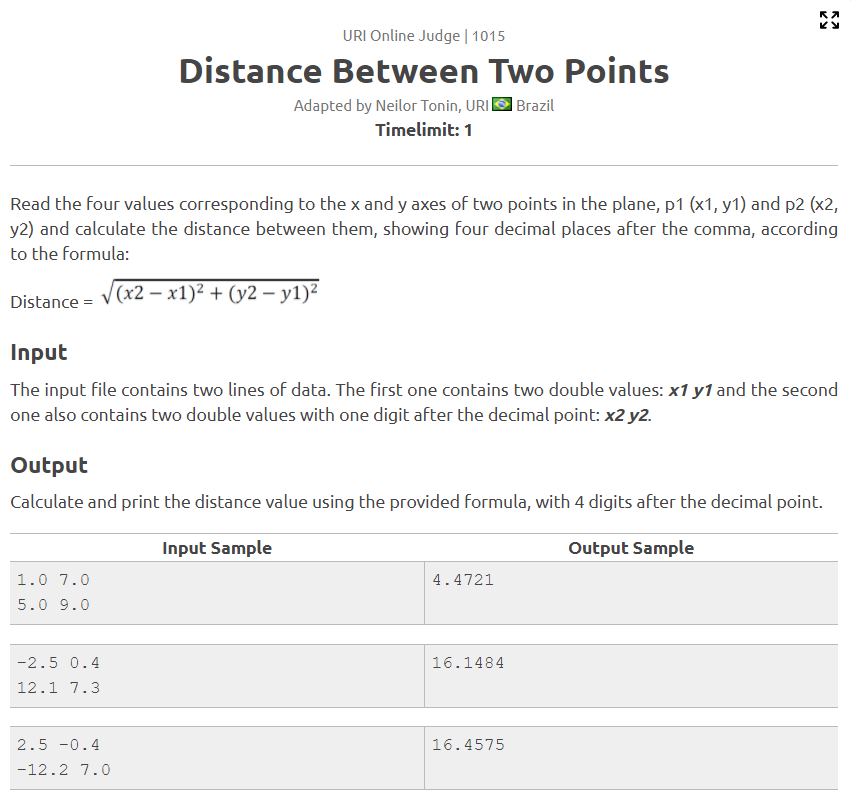 URI Online Judge | 1015
Distance Between Two Points
Adapted by Neilor Tonin, URI Brazil
Timelimit: 1
Read the four values corresponding to the x and y axes of two points in the plane, p1 (x1, y1) and p2 (x2,
y2) and calculate the distance between them, showing four decimal places after the comma, according
to the formula:
Distance = √(x2 − x1)² + (y2 − y1)²
Input
The input file contains two lines of data. The first one contains two double values: x1 y1 and the second
one also contains two double values with one digit after the decimal point: x2 y2.
Output
Calculate and print the distance value using the provided formula, with 4 digits after the decimal point.
Input Sample Output Sample
1.0 7.0 4.4721
5.0 9.0
-2.5 0.4 16.1484
12.1 7.3
2.5 -0.4 16.4575
-12.2 7.0